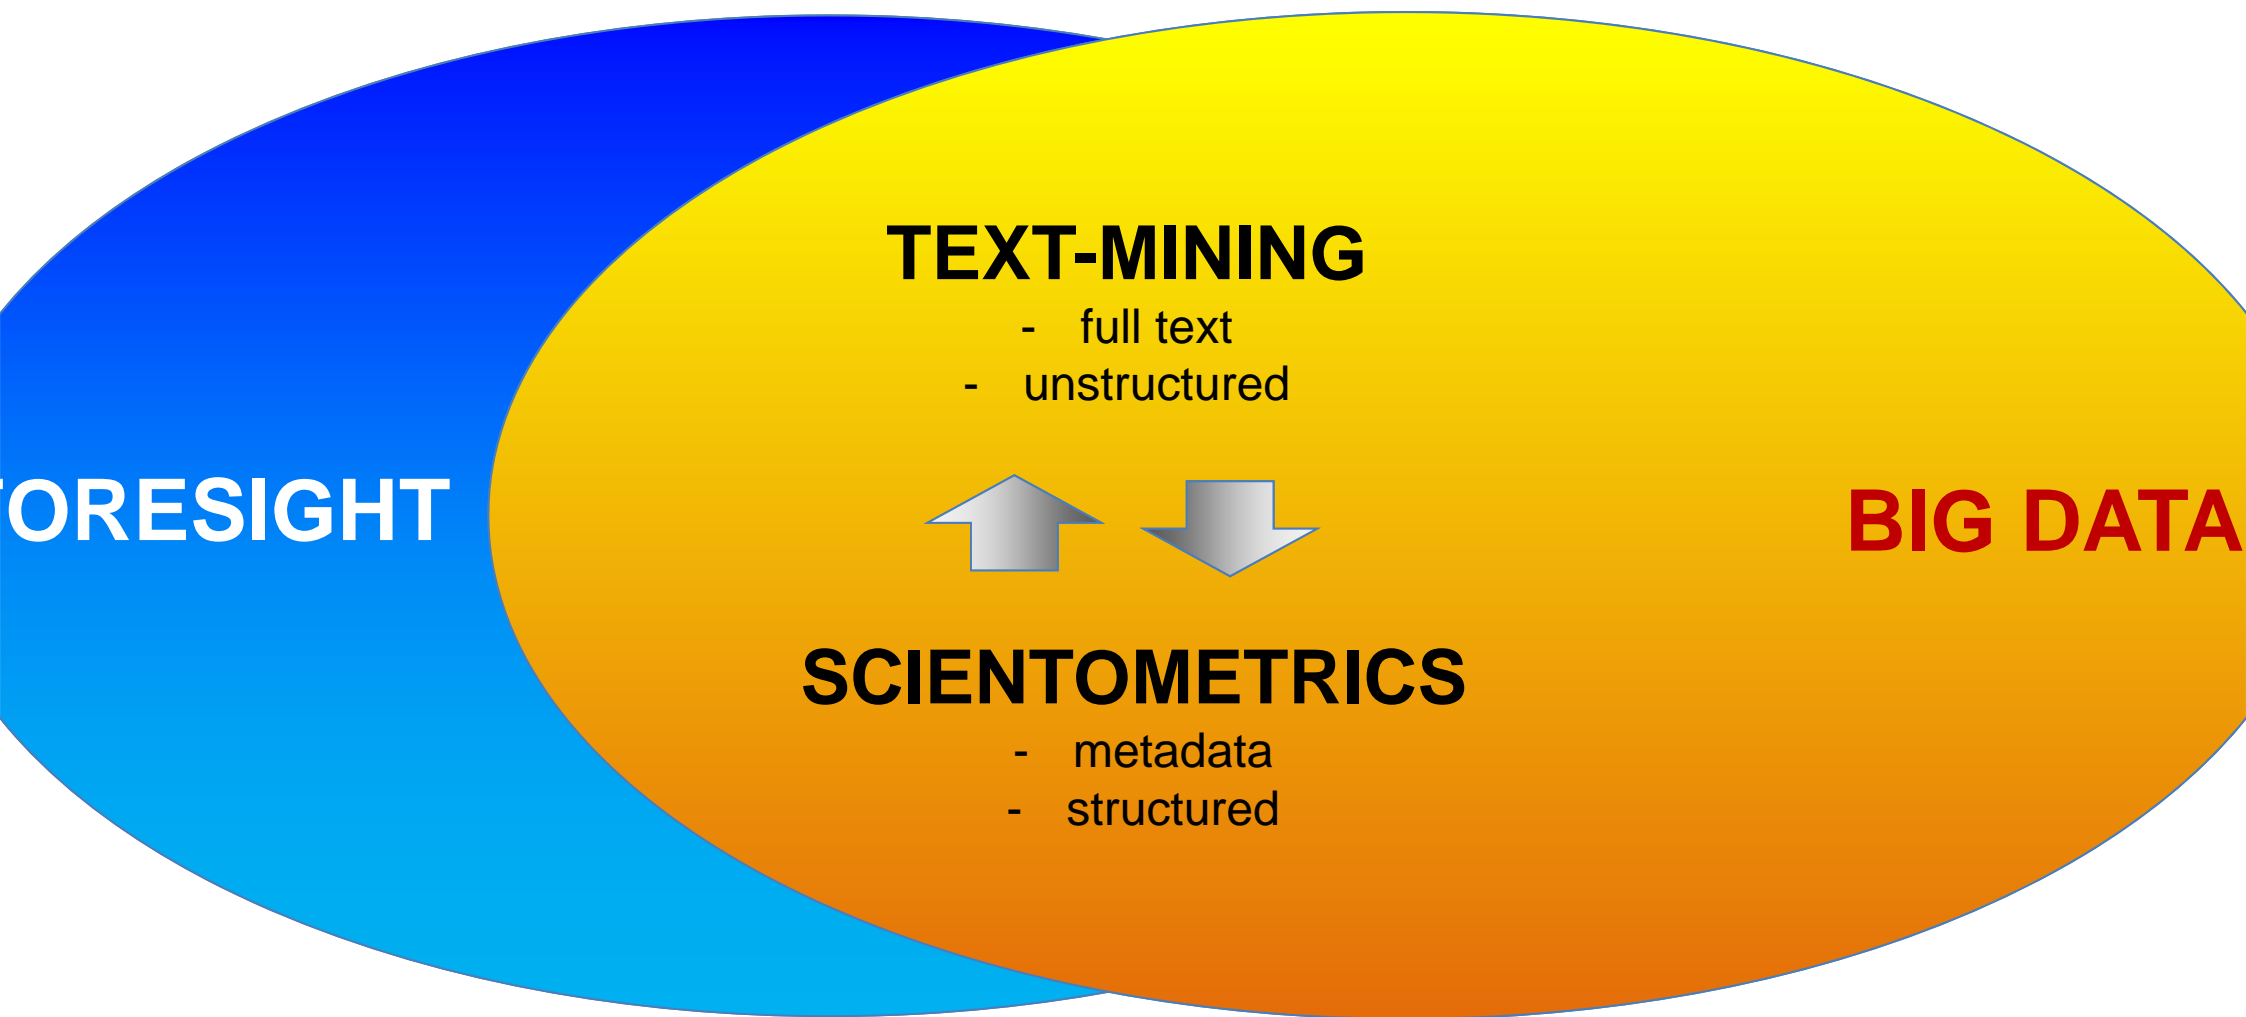 TEXT-MINING
- full text
- unstructured
ORESIGHT
BIG DATA
SCIENTOMETRICS
- metadata
- structured